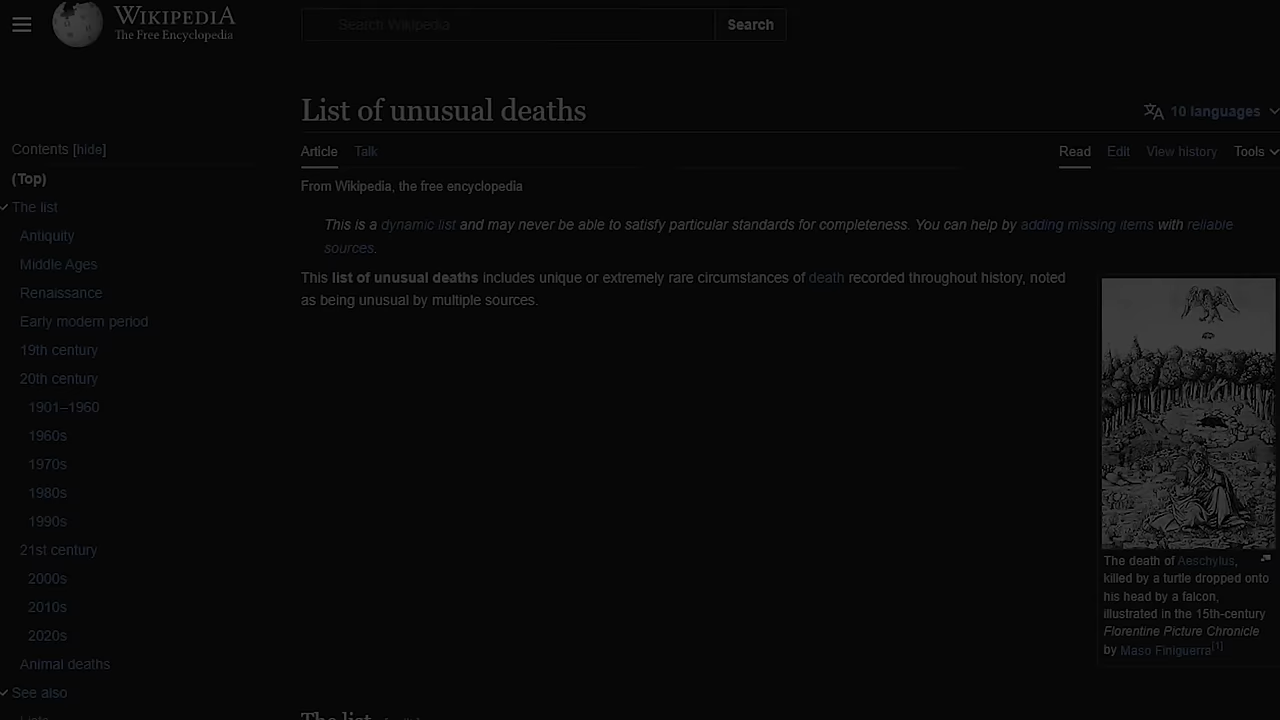 WIKIPEDIA
The Free Encyclopedia
Search Wikipedia
Search
List of unusual deaths
10 languages
Article Talk
Read Edit View history Tools
From Wikipedia, the free encyclopedia
This is a dynamic list and may never be able to satisfy particular standards for completeness. You can help by adding missing items with reliable
sources.
This list of unusual deaths includes unique or extremely rare circumstances of death recorded throughout history, noted
as being unusual by multiple sources.
Contents [hide]
(Top)
The list
Antiquity
Middle Ages
Renaissance
Early modern period
19th century
20th century
1901–1960
1960s
1970s
1980s
1990s
21st century
2000s
2010s
2020s
Animal deaths
See also
Lists
The death of Aeschylus,
killed by a turtle dropped onto
his head by a falcon,
illustrated in the 15th-century
Florentine Picture Chronicle
by Maso Finiguerra[1]
The list